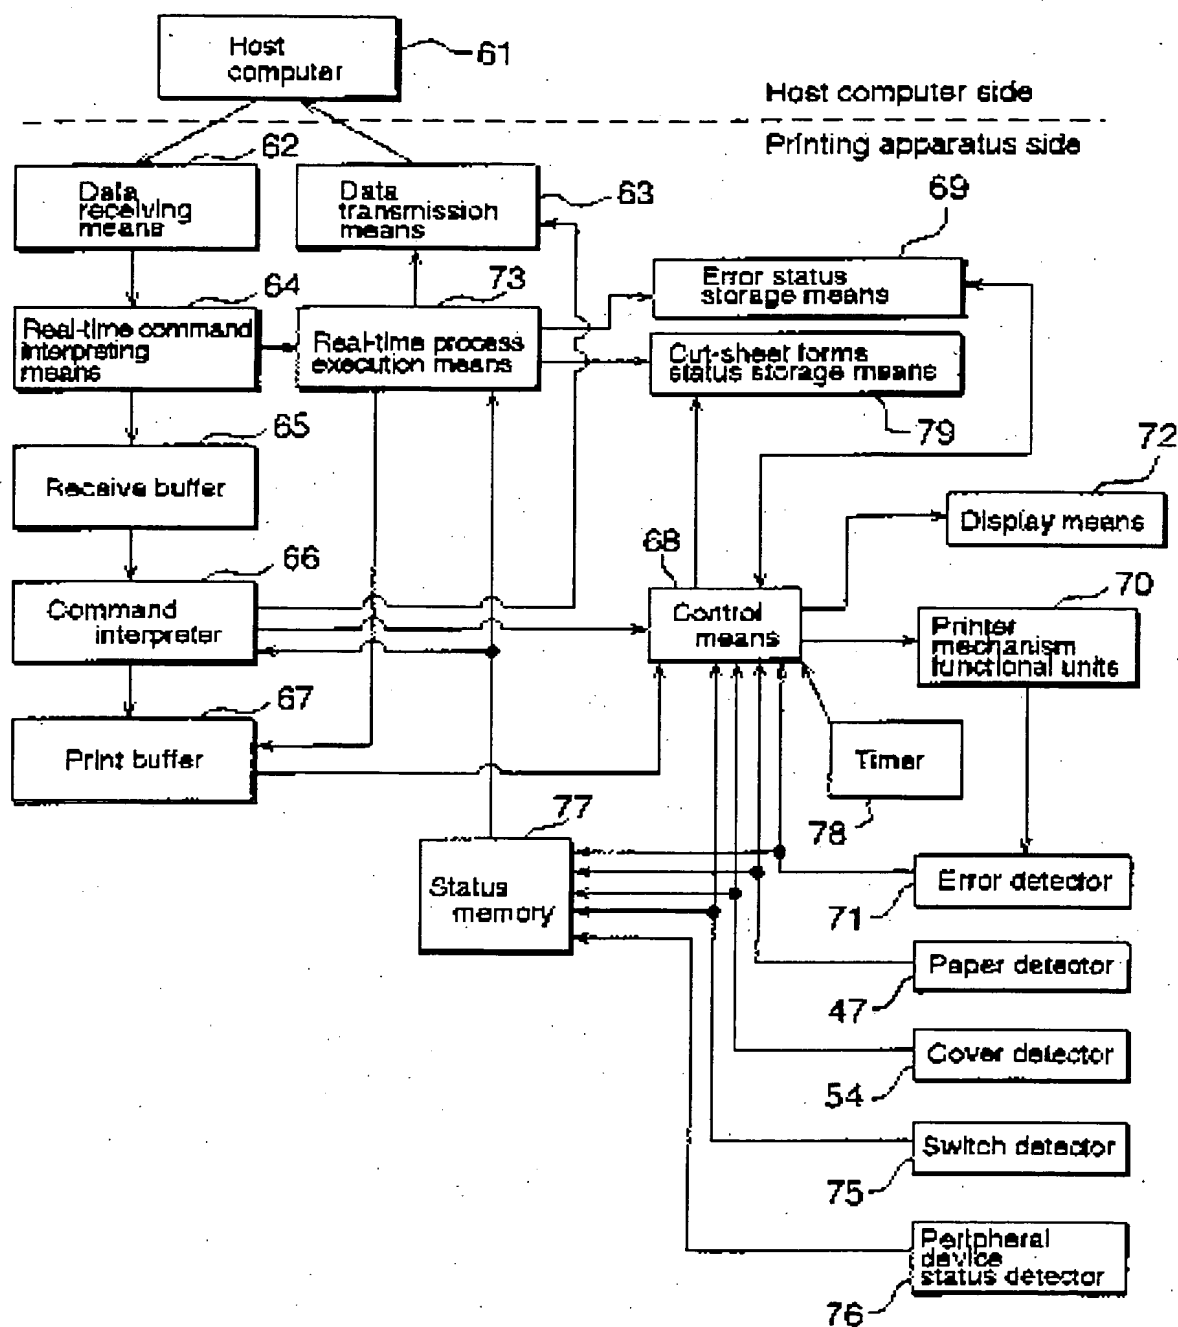 Host
computer
61
Host computer side
Printing apparatus side
62
Data
receiving
means
Data
transmission
means
63
69
Error status
storage means
64
Real-time command
interpreting
means
73
Real-time process
execution means
Cut-sheet forms
status storage means
79
65
Receive buffer
72
Display means
66
Command
interpreter
68
Control
means
70
Printer
mechanism
functional units
67
Print buffer
Timer
78
77
Status
memory
Error detector
71
Paper detector
47
Cover detector
54
Switch detector
75
Peripheral
device
status detector
76